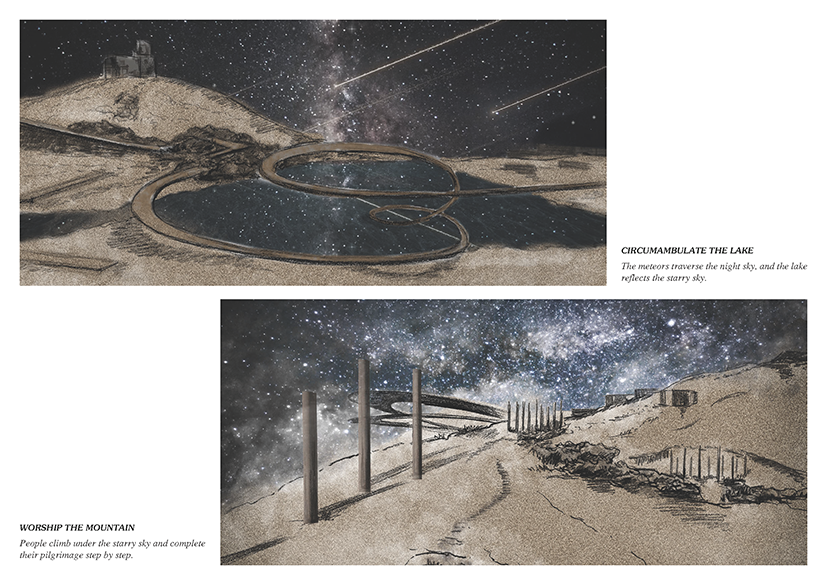 CIRCUMAMBULATE THE LAKE
The meteors traverse the night sky, and the lake
reflects the starry sky.
WORSHIP THE MOUNTAIN
People climb under the starry sky and complete
their pilgrimage step by step.